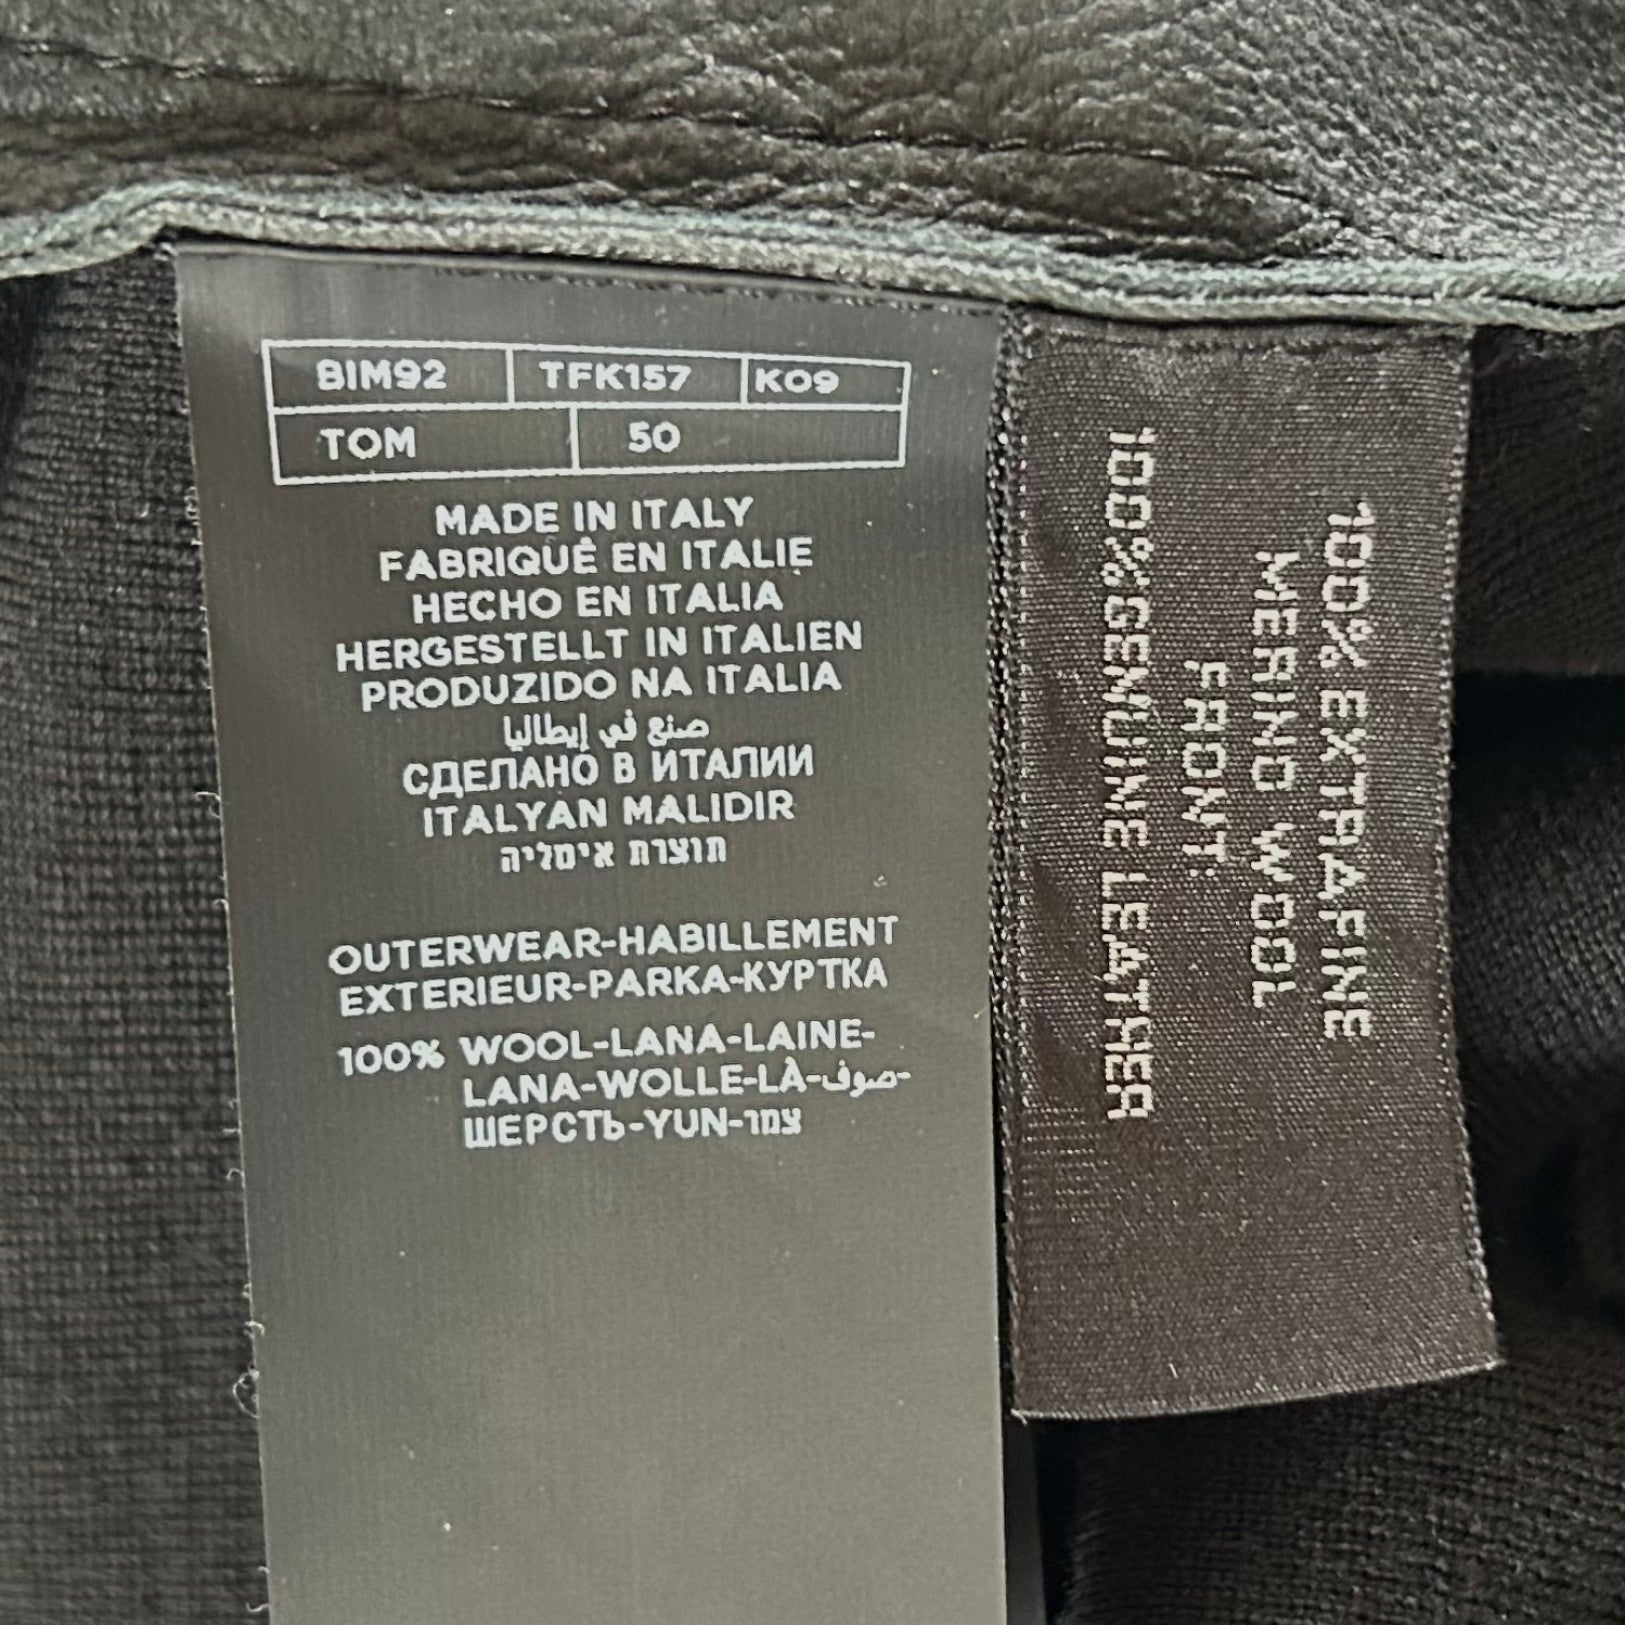 BIM92 TFK157 K09
TOM 50
MADE IN ITALY
FABRIQUÉ EN ITALIE
HECHO EN ITALIA
HERGESTELLT IN ITALIEN
PRODUZIDO NA ITALIA
صنع في إيطاليا
СДЕЛАНО В ИТАЛИИ
ITALYAN MALIDIR
תוצרת איטליה
OUTERWEAR-HABILLEMENT
EXTERIEUR-PARKA-КУРТКА
100% WOOL-LANA-LAINE-
LANA-WOLLE-LÀ-صوف-
ШЕРСТЬ-YUN-צמר
100% EXTRAFINE
MERINO WOOL
FRONT:
100%GENUINE LEATHER